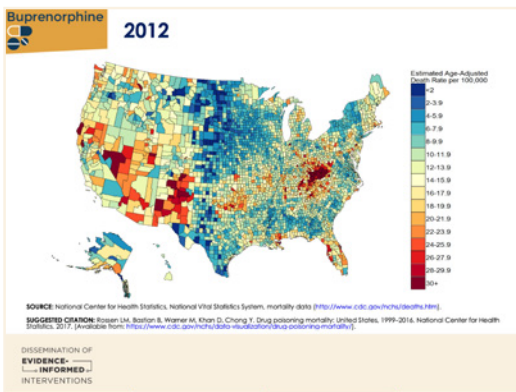 Buprenorphine
2012
Estimated Age-Adjusted
Death Rate per 100,000
<2
2-3.9
4-5.9
6-7.9
8-9.9
10-11.9
12-13.9
14-15.9
16-17.9
18-19.9
20-21.9
22-23.9
24-25.9
26-27.9
28-29.9
30+
SOURCE: National Center for Health Statistics, National Vital Statistics System, mortality data (http://www.cdc.gov/nchs/deaths.htm).
SUGGESTED CITATION: Rossen LM, Bastian B, Warner M, Khan D, Chong Y. Drug poisoning mortality: United States, 1999–2016. National Center for Health
Statistics. 2017. (Available from: https://www.cdc.gov/nchs/data-visualization/drug-poisoning-mortality/).
DISSEMINATION OF
EVIDENCE-
INFORMED
INTERVENTIONS